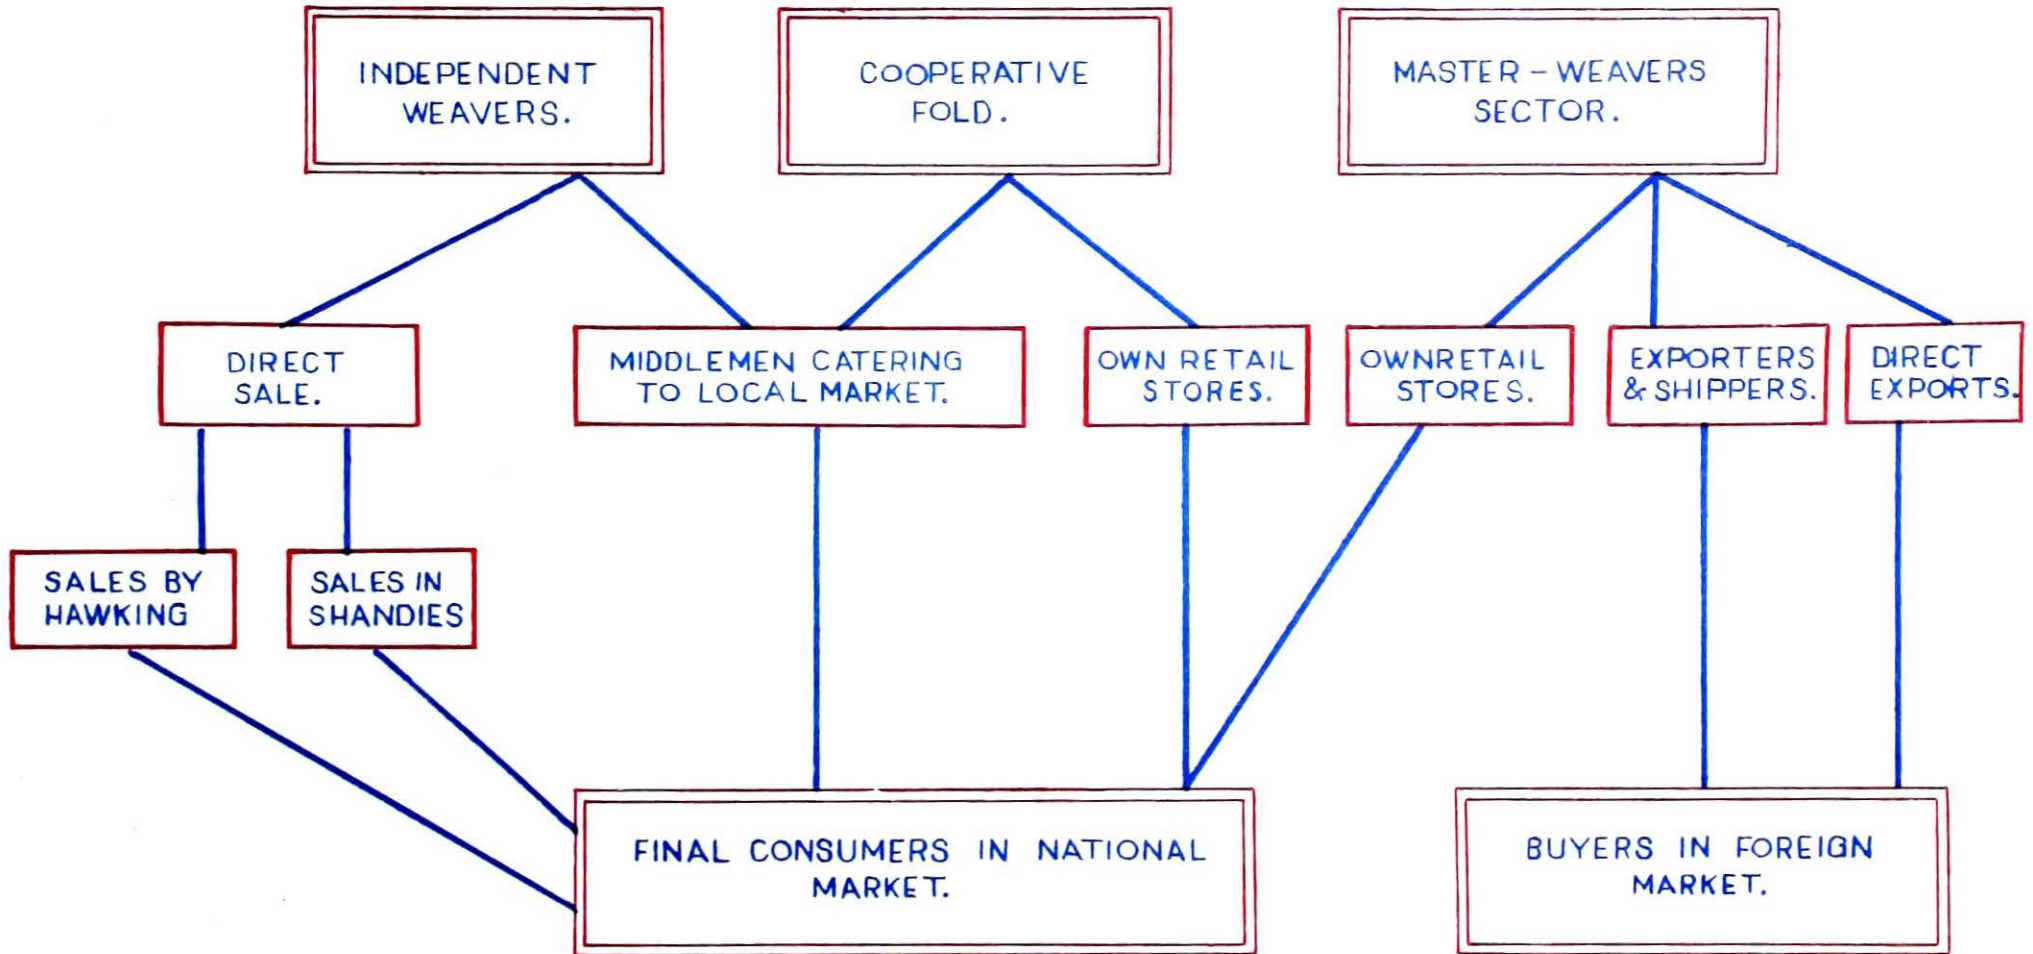 INDEPENDENT
WEAVERS.
COOPERATIVE
FOLD.
MASTER - WEAVERS
SECTOR.
DIRECT
SALE.
MIDDLEMEN CATERING
TO LOCAL MARKET.
OWN RETAIL
STORES.
OWNRETAIL
STORES.
EXPORTERS
& SHIPPERS.
DIRECT
EXPORTS.
SALES BY
HAWKING
SALES IN
SHANDIES
FINAL CONSUMERS IN NATIONAL
MARKET.
BUYERS IN FOREIGN
MARKET.